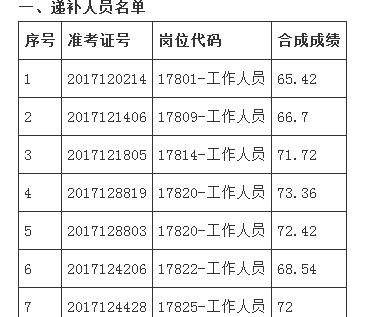 一、递补人员名单
序号 准考证号 岗位代码 合成成绩
1 2017120214 17801-工作人员 65.42
2 2017121406 17809-工作人员 66.7
3 2017121805 17814-工作人员 71.72
4 2017128819 17820-工作人员 73.36
5 2017128803 17820-工作人员 72.42
6 2017124206 17822-工作人员 68.54
7 2017124428 17825-工作人员 72